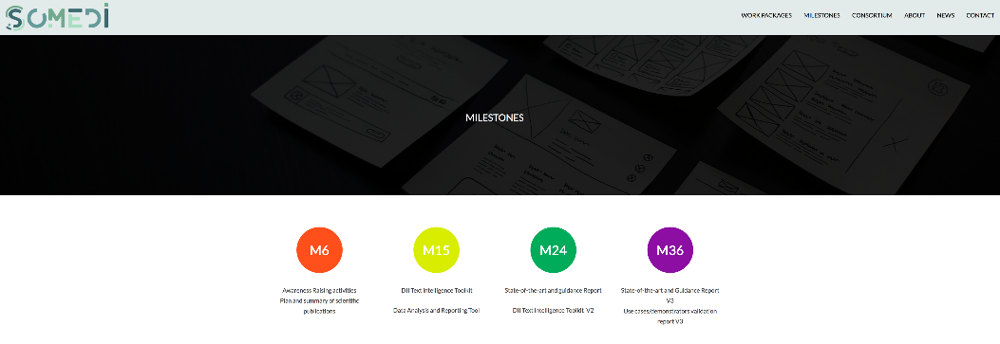 SOMEDI
WORK PACKAGES MILESTONES CONSORTIUM ABOUT NEWS CONTACT
MILESTONES
M6
Awareness Raising activities
Plan and summary of scientific
publications
M15
DII Text Intelligence Toolkit
Data Analysis and Reporting Tool
M24
State-of-the-art and guidance Report
DII Text intelligence Toolkit V2
M36
State-of-the-art and Guidance Report
V3
Use cases/demonstrators validation
report V3